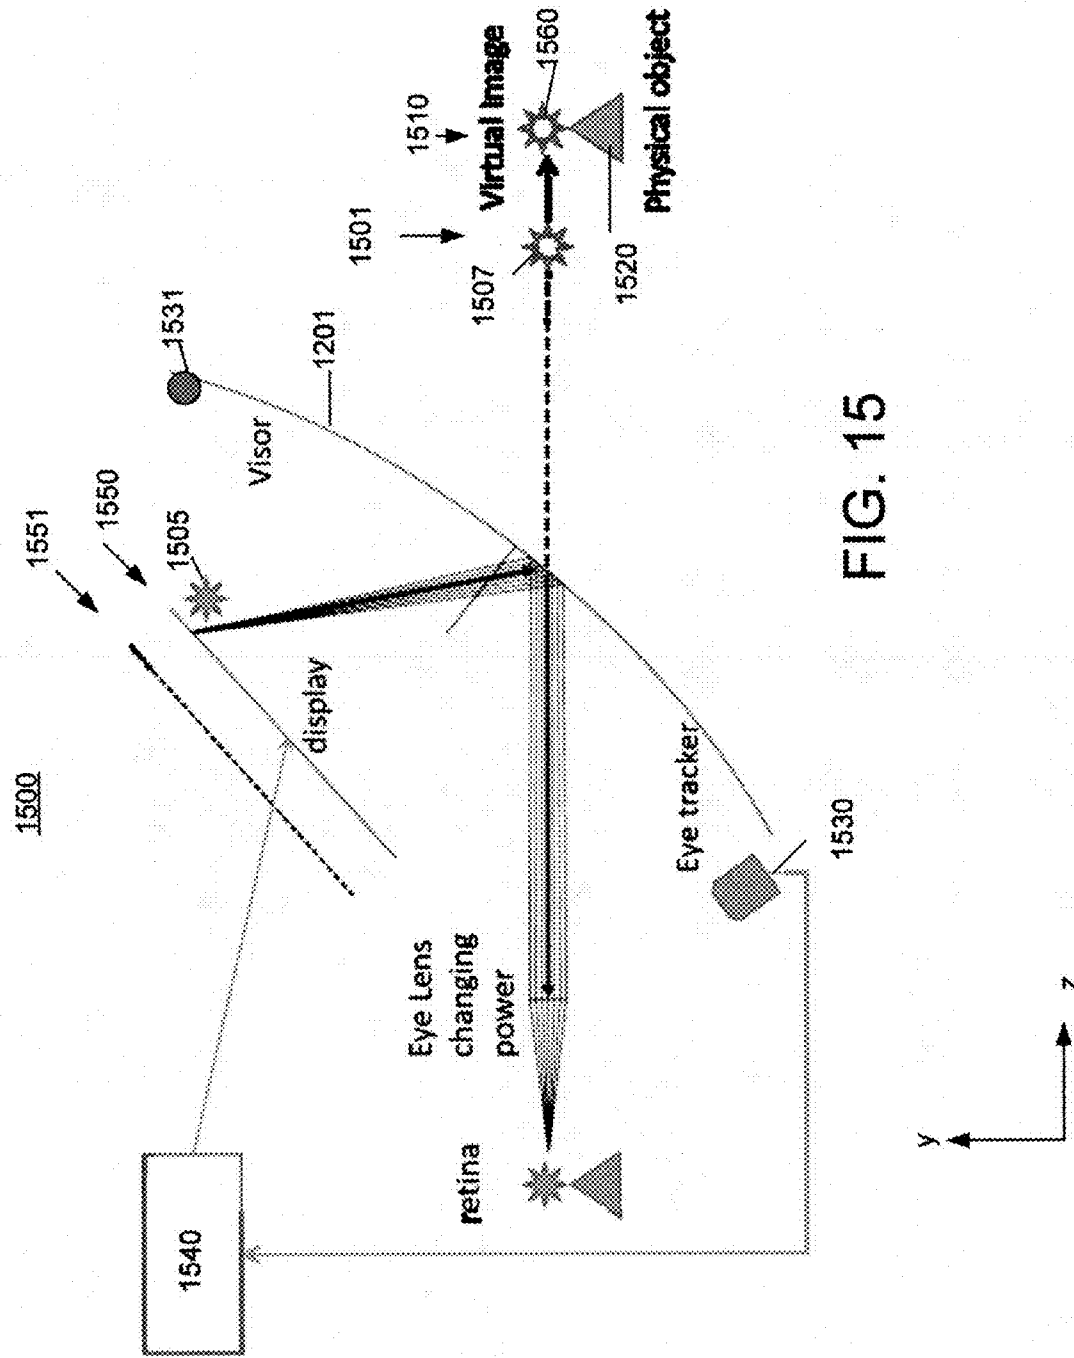 1500
1551
1550
1505
display
1531
Visor
1201
1501
1510
Virtual Image
1560
1507
1520
Physical object
1540
retina
Eye Lens
changing
power
Eye tracker
1530
y
z
FIG. 15